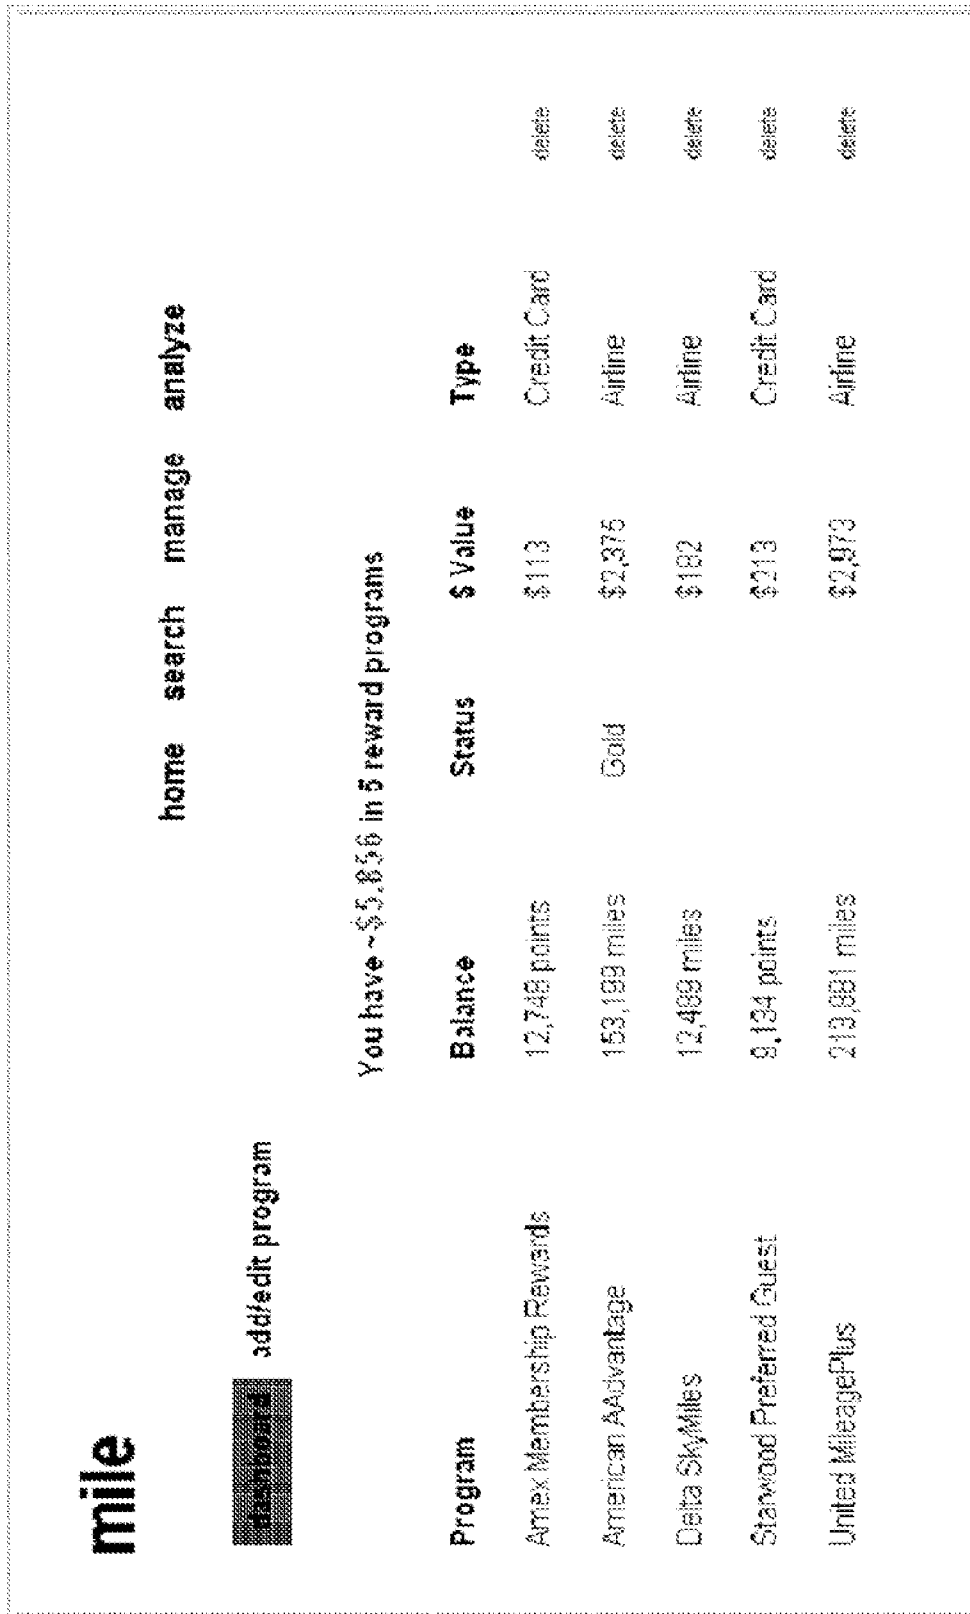 mile
home search manage analyze
dashboard add/edit program
You have ~$5,856 in 5 reward programs
Program Balance Status $ Value Type
Amex Membership Rewards 12,748 points $113 Credit Card delete
American AAdvantage 153,199 miles Gold $2,375 Airline delete
Delta SkyMiles 12,489 miles $182 Airline delete
Starwood Preferred Guest 9,134 points $213 Credit Card delete
United MileagePlus 213,881 miles $2,973 Airline delete